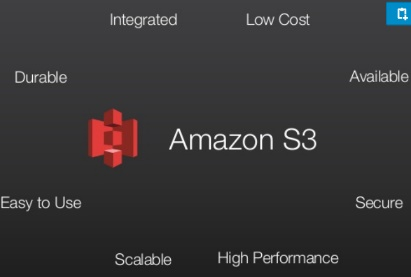 Integrated Low Cost
Durable Available
Amazon S3
Easy to Use Secure
Scalable High Performance